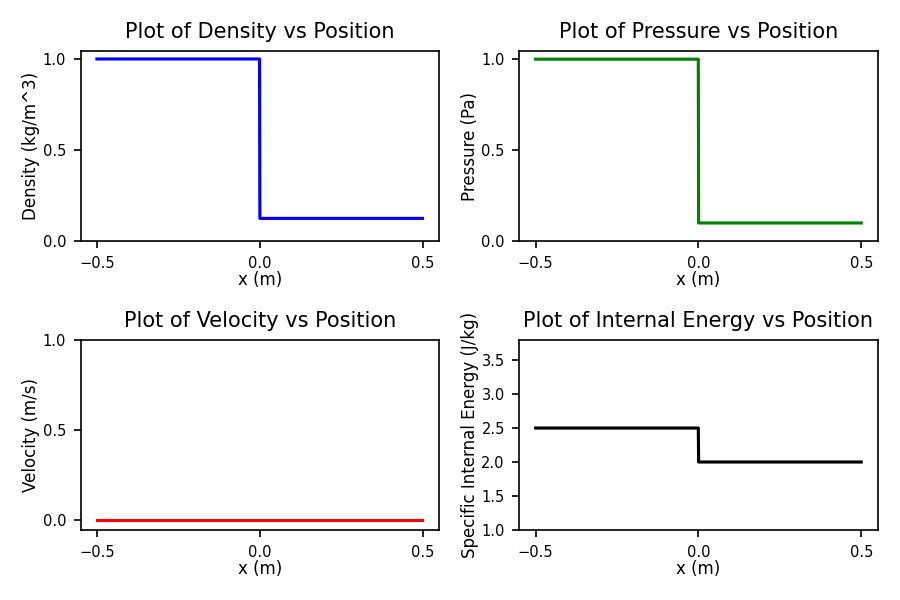 Plot of Density vs Position
Density (kg/m^3)
1.0
0.5
0.0
−0.5 0.0 0.5
x (m)
Plot of Pressure vs Position
Pressure (Pa)
1.0
0.5
0.0
−0.5 0.0 0.5
x (m)
Plot of Velocity vs Position
Velocity (m/s)
1.0
0.5
0.0
−0.5 0.0 0.5
x (m)
Plot of Internal Energy vs Position
Specific Internal Energy (J/kg)
3.5
3.0
2.5
2.0
1.5
1.0
−0.5 0.0 0.5
x (m)